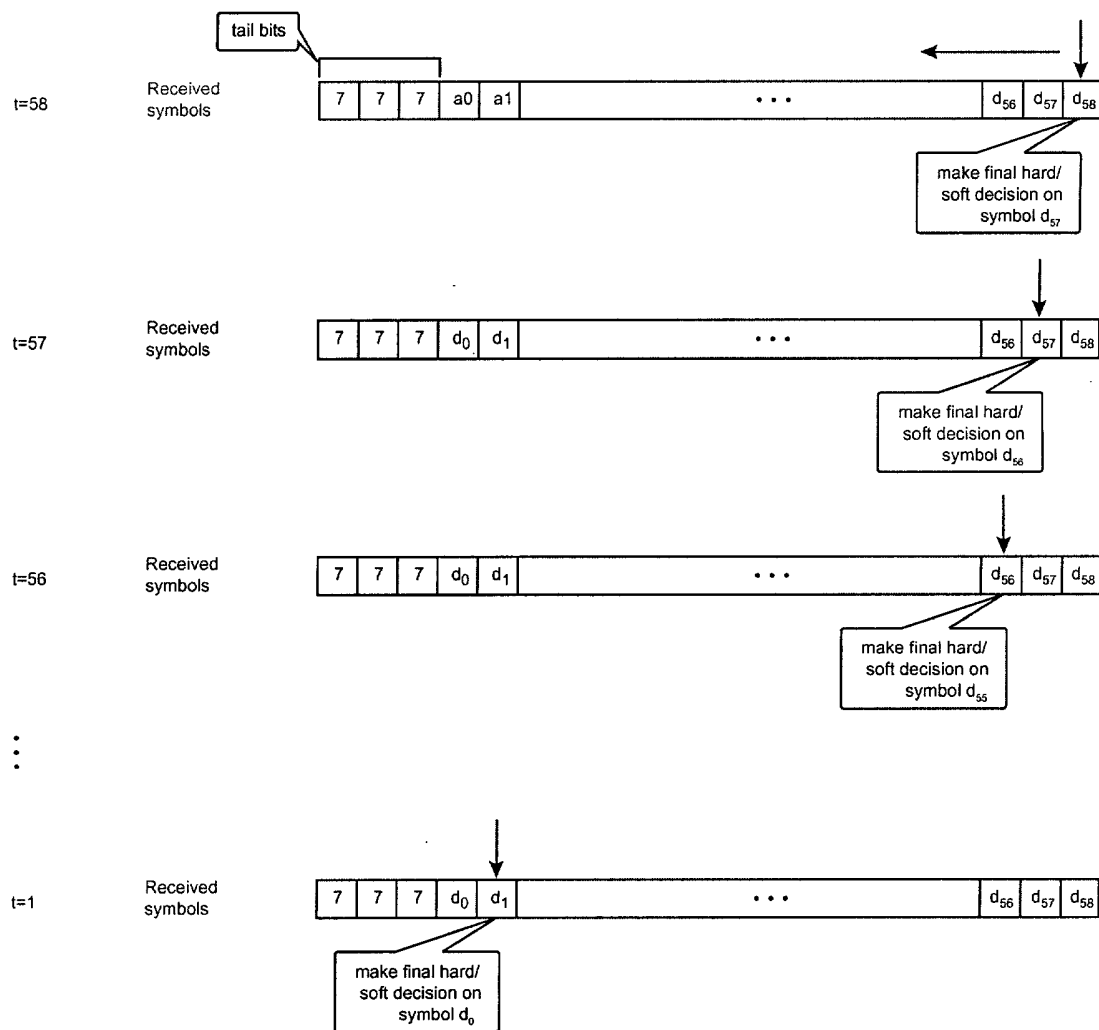 tail bits
t=58
Received
symbols
7 7 7 a0 a1 • • • d₅₆ d₅₇ d₅₈
make final hard/
soft decision on
symbol d₅₇
t=57
Received
symbols
7 7 7 d₀ d₁ • • • d₅₆ d₅₇ d₅₈
make final hard/
soft decision on
symbol d₅₆
t=56
Received
symbols
7 7 7 d₀ d₁ • • • d₅₆ d₅₇ d₅₈
make final hard/
soft decision on
symbol d₅₅
t=1
Received
symbols
7 7 7 d₀ d₁ • • • d₅₆ d₅₇ d₅₈
make final hard/
soft decision on
symbol d₀